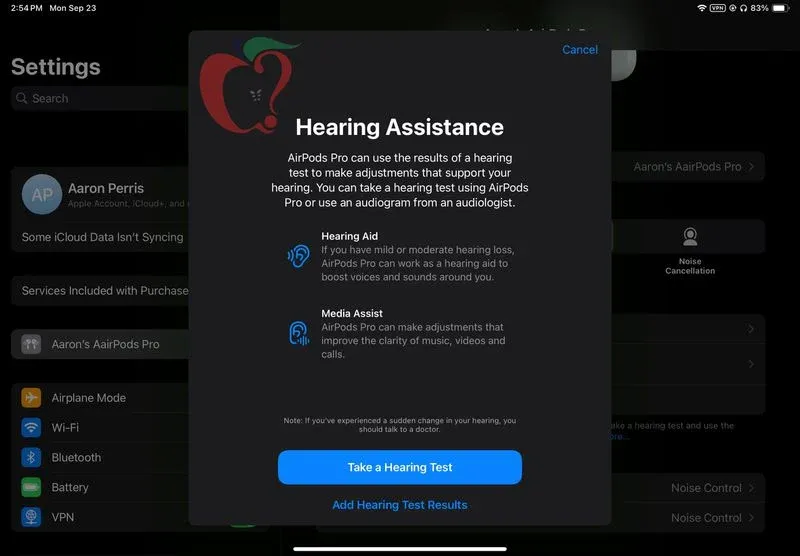 2:54 PM Mon Sep 23
VPN
83%
Settings
Search
AP
Aaron Perris
Apple Account, iCloud+, and
Some iCloud Data Isn't Syncing
Services Included with Purchase
Aaron's AairPods Pro
Airplane Mode
Wi-Fi
Bluetooth
Battery
VPN
Cancel
Hearing Assistance
AirPods Pro can use the results of a hearing
test to make adjustments that support your
hearing. You can take a hearing test using AirPods
Pro or use an audiogram from an audiologist.
Hearing Aid
If you have mild or moderate hearing loss,
AirPods Pro can work as a hearing aid to
boost voices and sounds around you.
Media Assist
AirPods Pro can make adjustments that
improve the clarity of music, videos and
calls.
Note: If you've experienced a sudden change in your hearing, you
should talk to a doctor.
Take a Hearing Test
Add Hearing Test Results
Aaron's AairPods Pro
Noise
Cancellation
ake a hearing test and use the
ore...
Noise Control
Noise Control